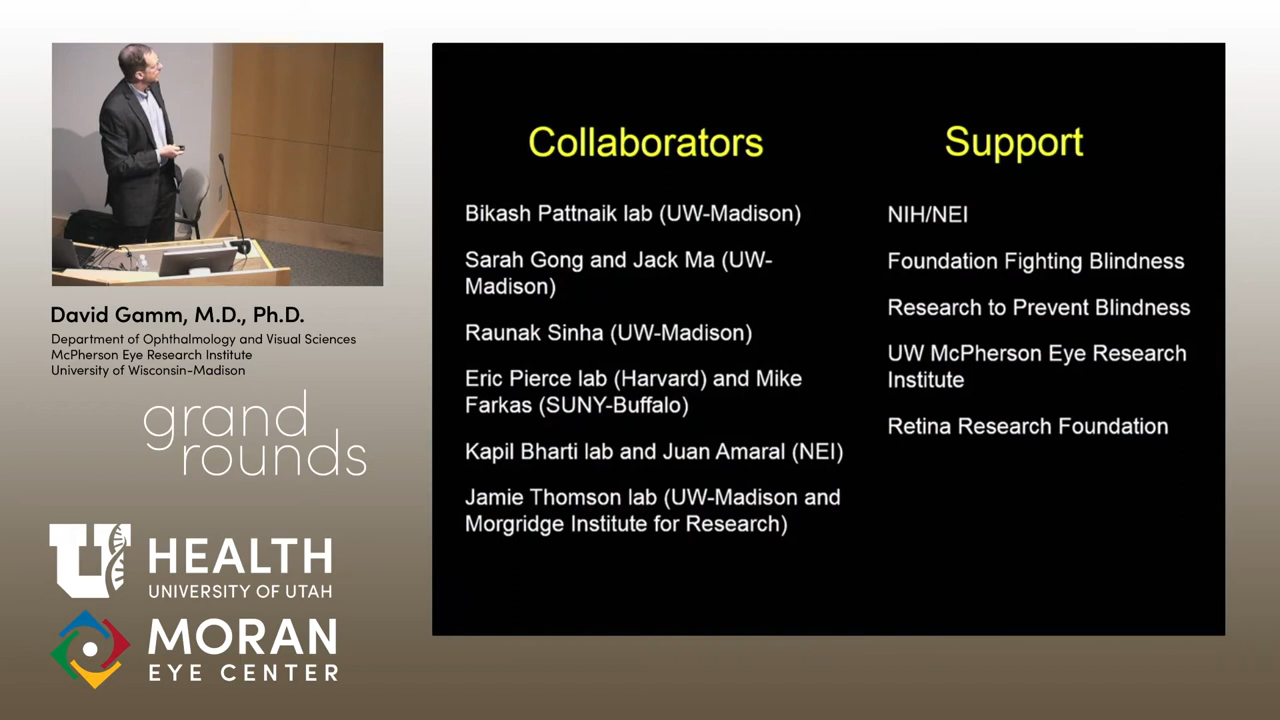 David Gamm, M.D., Ph.D.
Department of Ophthalmology and Visual Sciences
McPherson Eye Research Institute
University of Wisconsin-Madison
grand
rounds
U HEALTH
UNIVERSITY OF UTAH
MORAN
EYE CENTER
Collaborators
Bikash Pattnaik lab (UW-Madison)
Sarah Gong and Jack Ma (UW-
Madison)
Raunak Sinha (UW-Madison)
Eric Pierce lab (Harvard) and Mike
Farkas (SUNY-Buffalo)
Kapil Bharti lab and Juan Amaral (NEI)
Jamie Thomson lab (UW-Madison and
Morgridge Institute for Research)
Support
NIH/NEI
Foundation Fighting Blindness
Research to Prevent Blindness
UW McPherson Eye Research
Institute
Retina Research Foundation